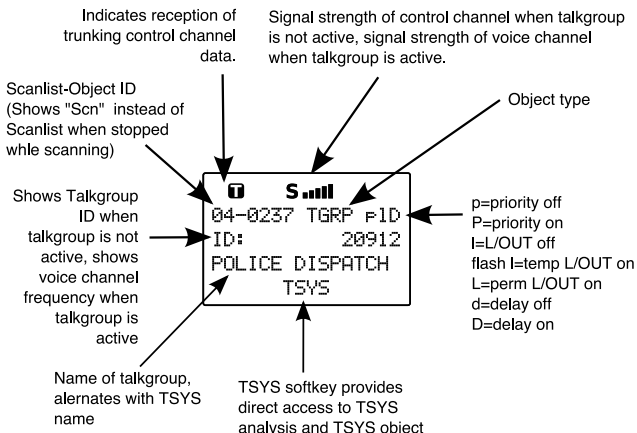 Indicates reception of
trunking control channel
data.
Signal strength of control channel when talkgroup
is not active, signal strength of voice channel
when talkgroup is active.
Scanlist-Object ID
(Shows "Scn" instead of
Scanlist when stopped
whle scanning)
Object type
T S
04-0237 TGRP plD
ID: 20912
POLICE DISPATCH
TSYS
Shows Talkgroup
ID when
talkgroup is not
active, shows
voice channel
frequency when
talkgroup is
active
p=priority off
P=priority on
l=L/OUT off
flash l=temp L/OUT on
L=perm L/OUT on
d=delay off
D=delay on
Name of talkgroup,
alernates with TSYS
name
TSYS softkey provides
direct access to TSYS
analysis and TSYS object